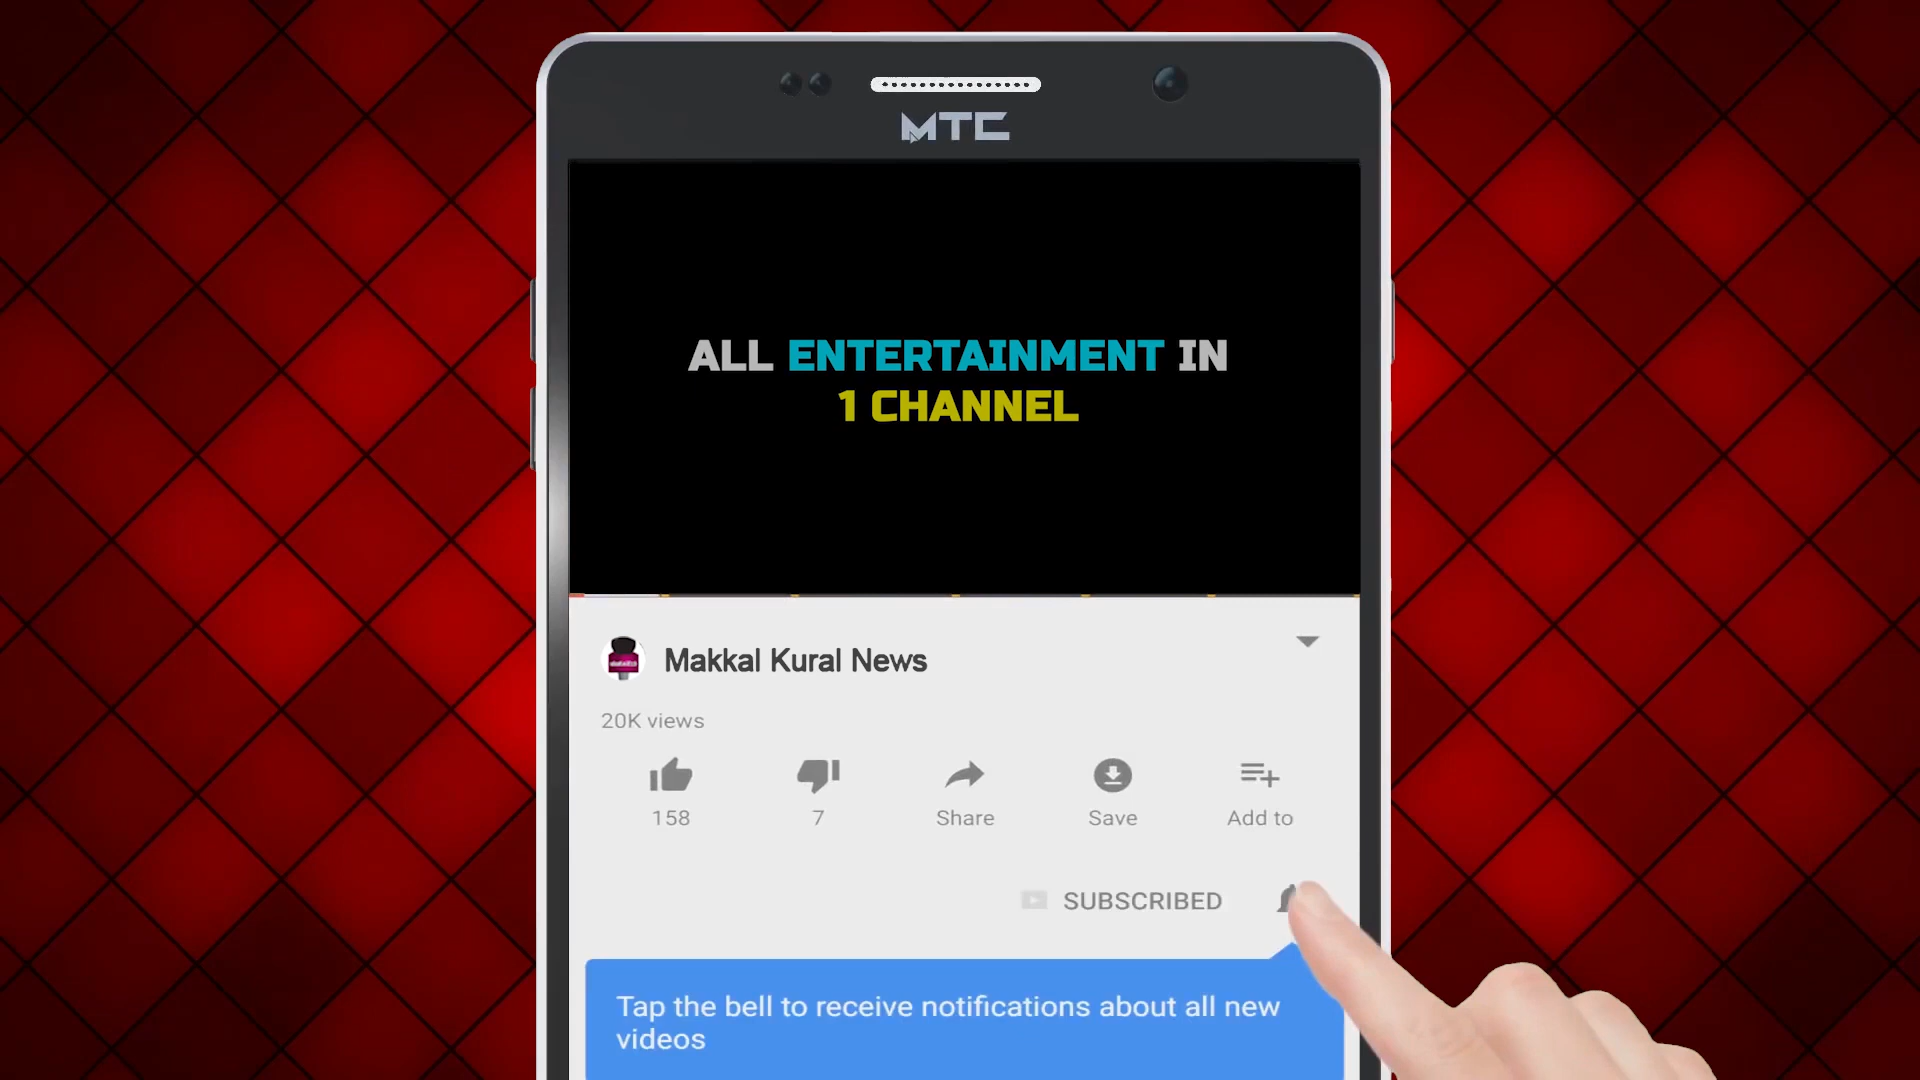 MTC
ALL ENTERTAINMENT IN
1 CHANNEL
Makkal Kural News
20K views
158
7
Share
Save
Add to
SUBSCRIBED
Tap the bell to receive notifications about all new
videos